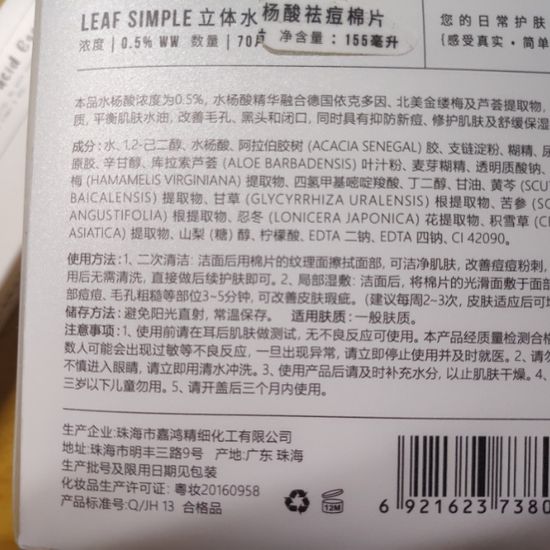 LEAF SIMPLE 立体水杨酸祛痘棉片
浓度 | 0.5% WW 数量 | 70片 净含量：155毫升
您的日常护肤
{感受真实·简单
本品水杨酸浓度为0.5%，水杨酸精华融合德国依克多因、北美金缕梅及芦荟提取物，
质，平衡肌肤水油，改善毛孔、黑头和闭口，同时具有抑防新痘、修护肌肤及舒缓保湿
成分：水、1,2-己二醇、水杨酸、阿拉伯胶树 (ACACIA SENEGAL) 胶、支链淀粉、糊精、尿
原胶、辛甘醇、库拉索芦荟 (ALOE BARBADENSIS) 叶汁粉、麦芽糊精、透明质酸钠、
梅 (HAMAMELIS VIRGINIANA) 提取物、四氢甲基嘧啶羧酸、丁二醇、甘油、黄芩 (SCUT
BAICALENSIS) 提取物、甘草 (GLYCYRRHIZA URALENSIS) 根提取物、苦参 (SO
ANGUSTIFOLIA) 根提取物、忍冬 (LONICERA JAPONICA) 花提取物、积雪草 (CE
ASIATICA) 提取物、山梨 (糖) 醇、柠檬酸、EDTA 二钠、EDTA 四钠、CI 42090。
使用方法：1、二次清洁：洁面后用棉片的纹理面擦拭面部，可洁净肌肤，改善痘痘粉刺，
用后无需清洗，直接做后续护肤即可。2、局部湿敷：洁面后，将棉片的光滑面敷于面部
部痘痘、毛孔粗糙等部位3~5分钟，可改善皮肤瑕疵。（建议每周2~3次，皮肤适应后可
储存方法：避免阳光直射，常温保存。 适用肤质：一般肤质。
注意事项：1、使用前请在耳后肌肤做测试，无不良反应可使用。本产品经质量检测合格
数人可能会出现过敏等不良反应，一旦出现异常，请立即停止使用并及时就医。2、请勿
不慎进入眼睛，请立即用清水冲洗。3、使用产品后请及时补充水分，以止肌肤干燥。4、
三岁以下儿童勿用。5、请开盖后三个月内使用。
生产企业:珠海市嘉鸿精细化工有限公司
地址:珠海市明丰三路9号 产地:广东 珠海
生产批号及限用日期见包装
化妆品生产许可证：粤妆20160958
产品标准号:Q/JH 13 合格品
12M
6 921623 7380